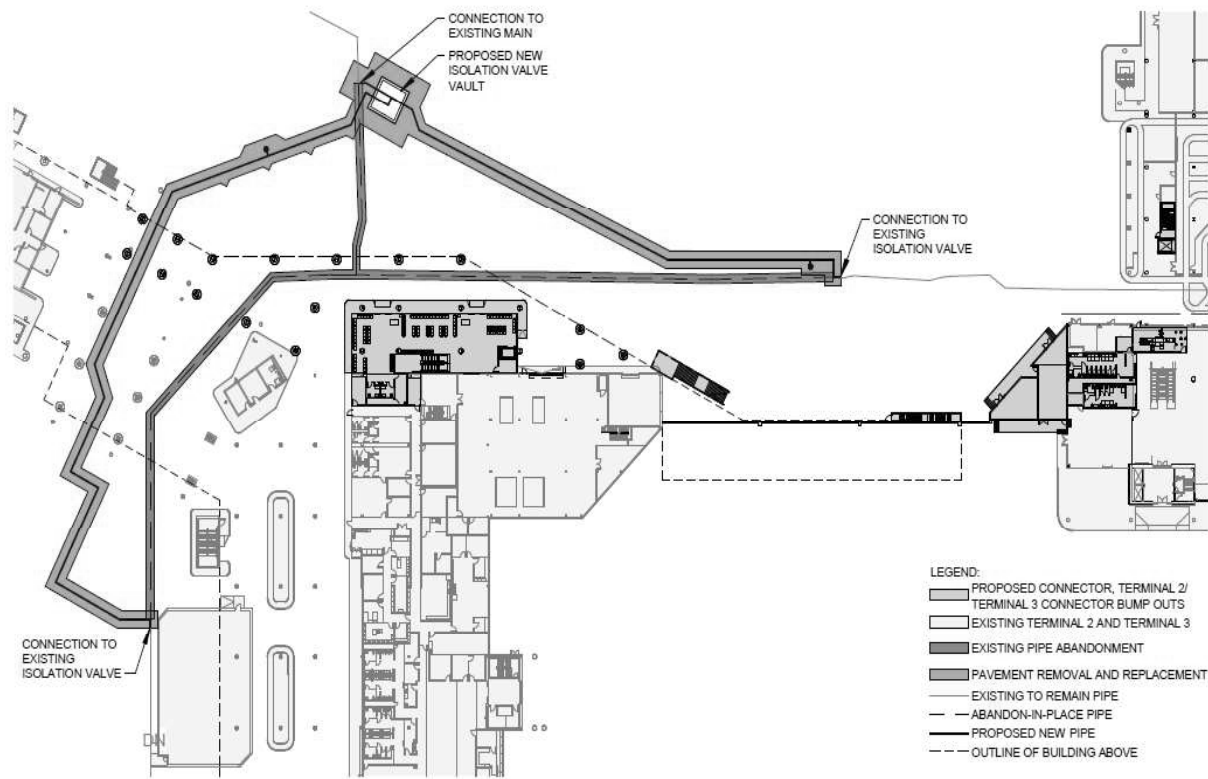 CONNECTION TO
EXISTING MAIN
PROPOSED NEW
ISOLATION VALVE
VAULT
CONNECTION TO
EXISTING
ISOLATION VALVE
CONNECTION TO
EXISTING
ISOLATION VALVE
LEGEND:
PROPOSED CONNECTOR, TERMINAL 2/
TERMINAL 3 CONNECTOR BUMP OUTS
EXISTING TERMINAL 2 AND TERMINAL 3
EXISTING PIPE ABANDONMENT
PAVEMENT REMOVAL AND REPLACEMENT
EXISTING TO REMAIN PIPE
ABANDON-IN-PLACE PIPE
PROPOSED NEW PIPE
OUTLINE OF BUILDING ABOVE